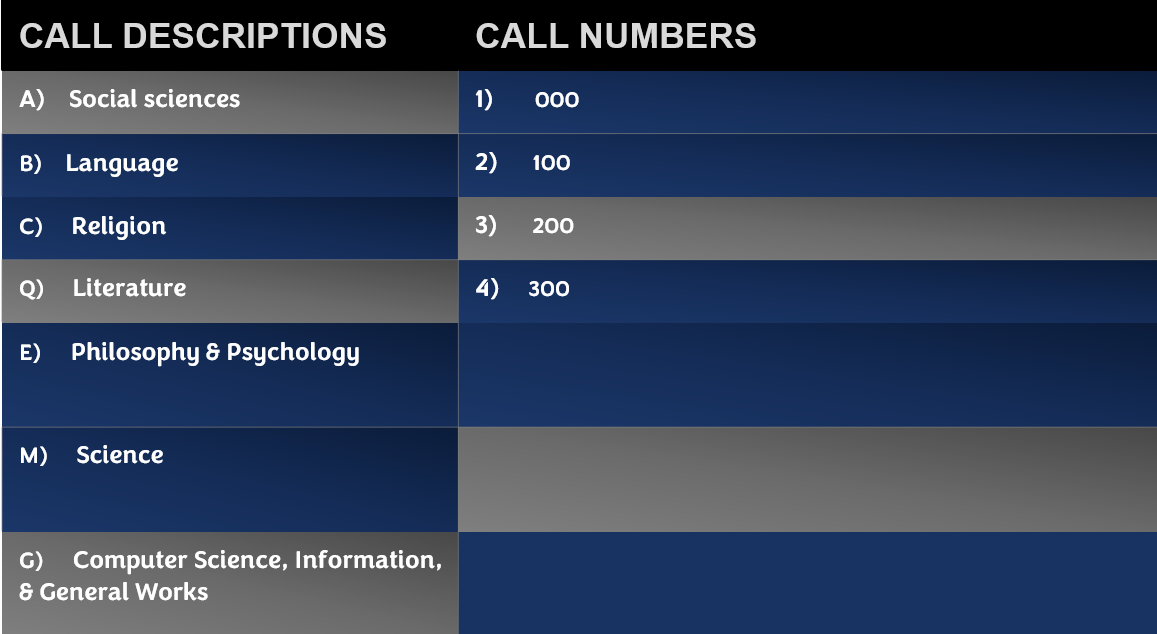 CALL DESCRIPTIONS CALL NUMBERS
A) Social sciences 1) 000
B) Language 2) 100
C) Religion 3) 200
Q) Literature 4) 300
E) Philosophy & Psychology
M) Science
G) Computer Science, Information,
& General Works